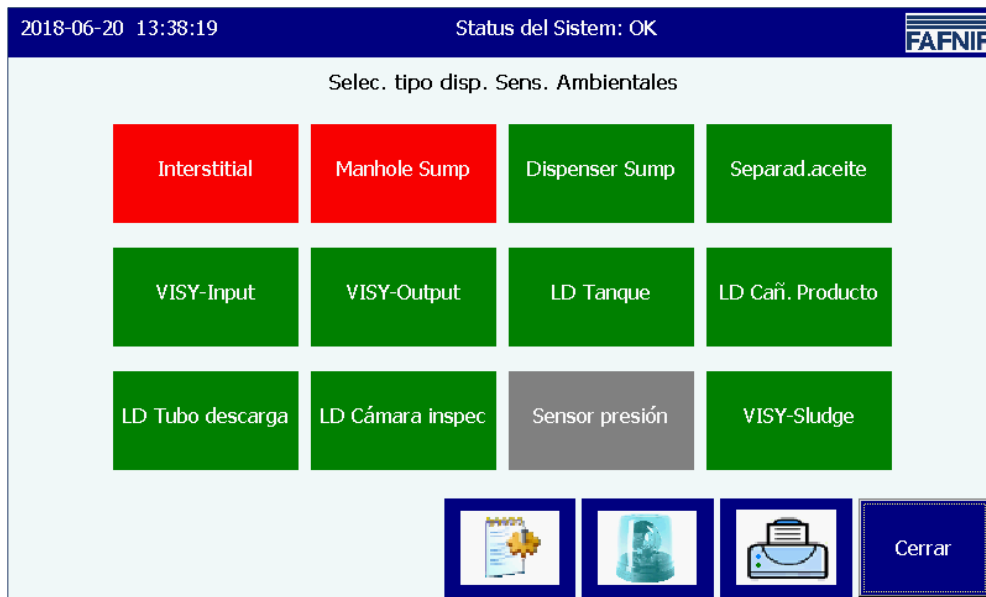 2018-06-20 13:38:19
Status del Sistem: OK
FAFNIR
Selec. tipo disp. Sens. Ambientales
Interstitial
Manhole Sump
Dispenser Sump
Separad.aceite
VISY-Input
VISY-Output
LD Tanque
LD Cañ. Producto
LD Tubo descarga
LD Cámara inspec
Sensor presión
VISY-Sludge
Cerrar